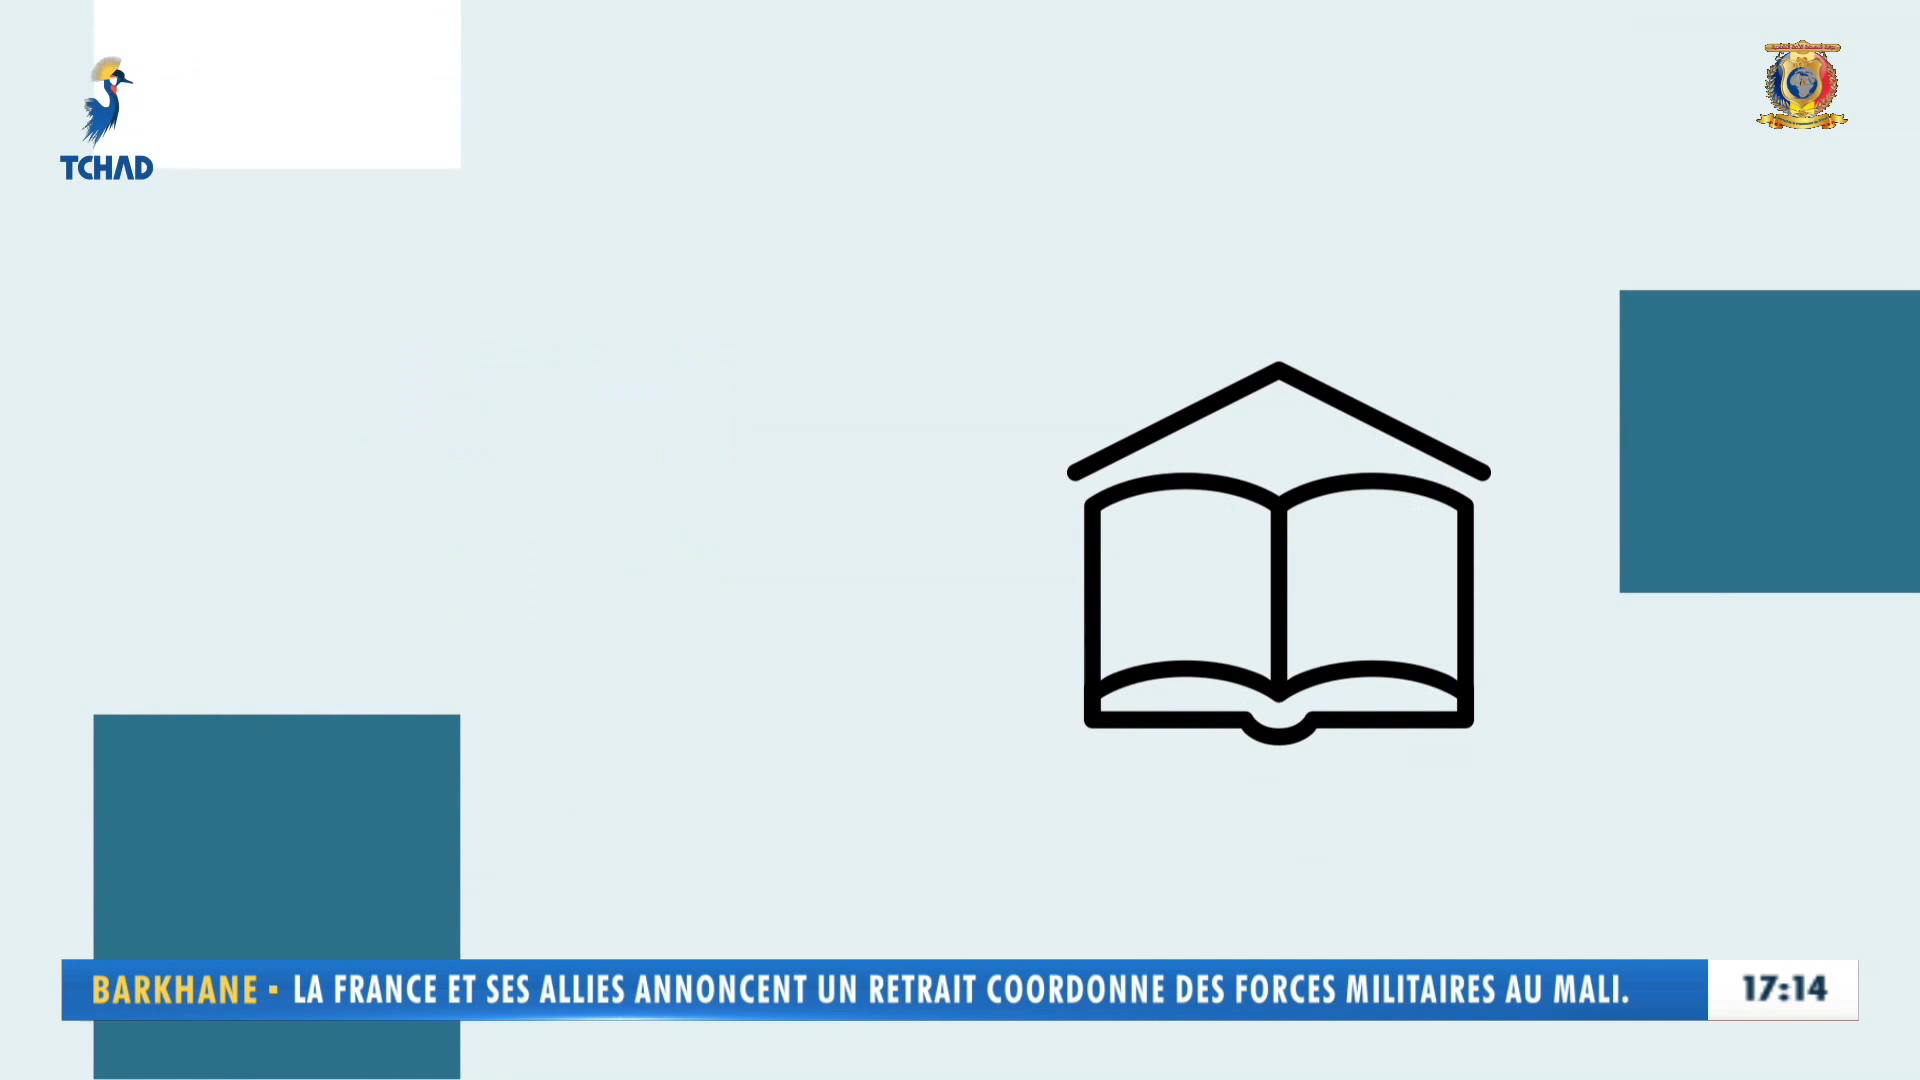 TCHAD
BARKHANE · LA FRANCE ET SES ALLIES ANNONCENT UN RETRAIT COORDONNE DES FORCES MILITAIRES AU MALI.
17:14